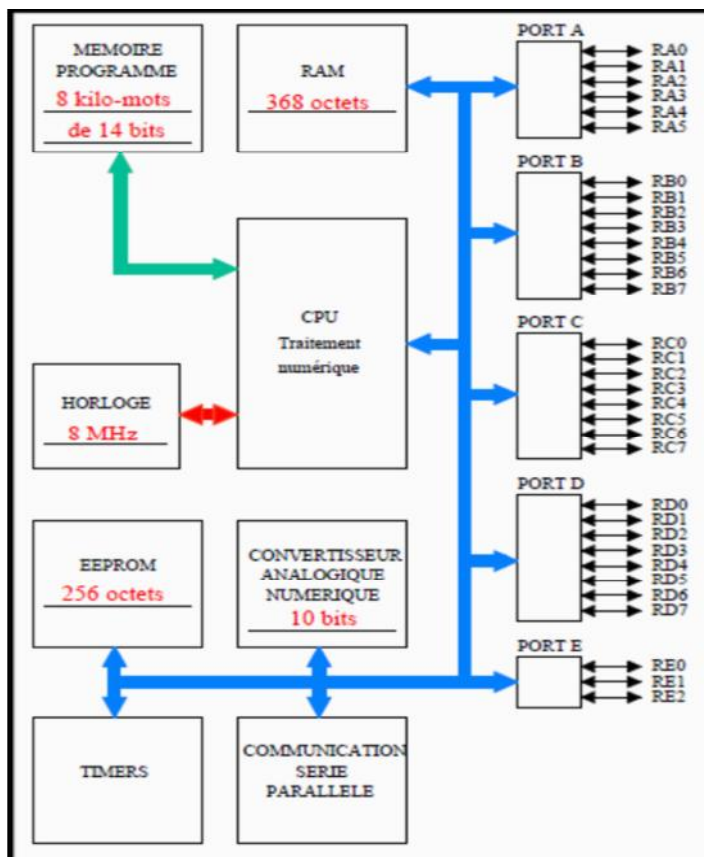 MEMOIRE
PROGRAMME
8 kilo-mots
de 14 bits
RAM
368 octets
CPU
Traitement
numérique
HORLOGE
8 MHz
EEPROM
256 octets
CONVERTISSEUR
ANALOGIQUE
NUMERIQUE
10 bits
TIMERS
COMMUNICATION
SERIE
PARALLELE
PORT A
RA0
RA1
RA2
RA3
RA4
RA5
PORT B
RB0
RB1
RB2
RB3
RB4
RB5
RB6
RB7
PORT C
RC0
RC1
RC2
RC3
RC4
RC5
RC6
RC7
PORT D
RD0
RD1
RD2
RD3
RD4
RD5
RD6
RD7
PORT E
RE0
RE1
RE2